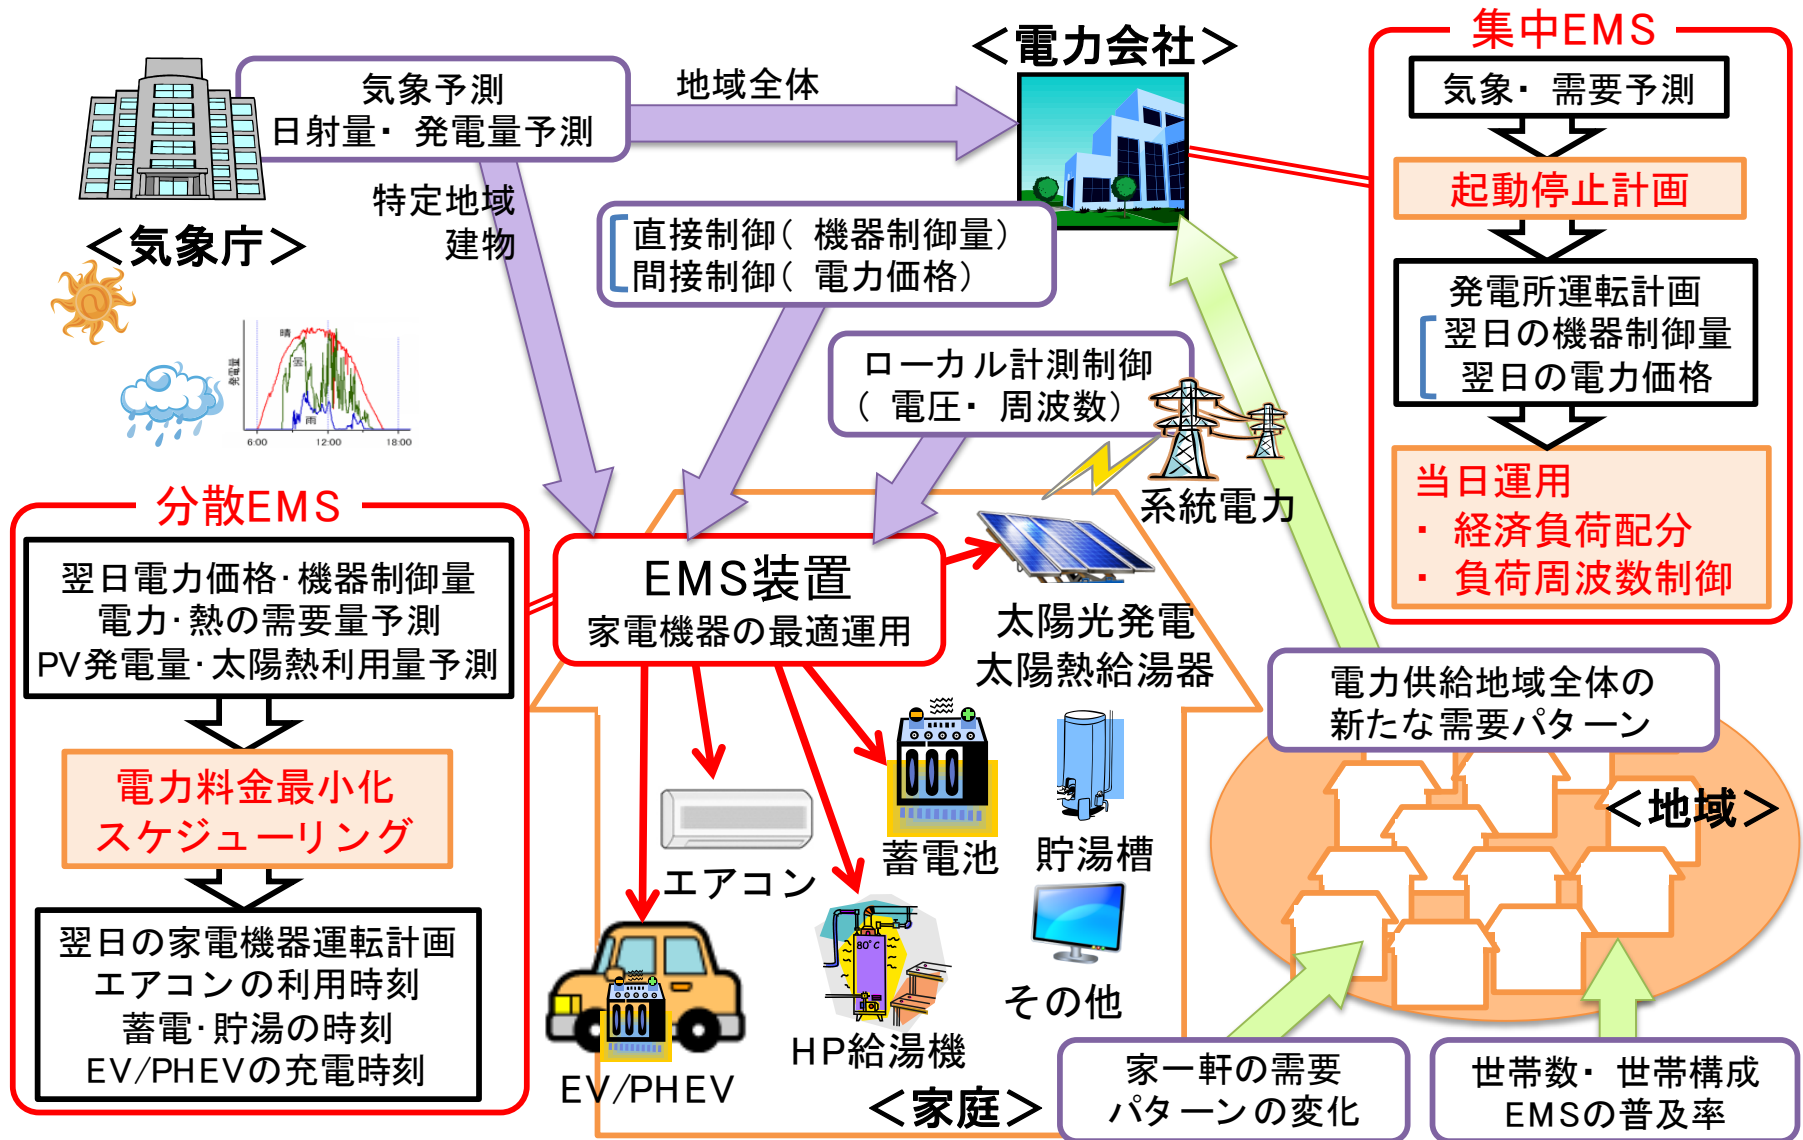 気象予測
日射量・発電量予測
地域全体
<電力会社>
<気象庁>
特定地域
建物
直接制御(機器制御量)
間接制御(電力価格)
ローカル計測制御
(電圧・周波数)
系統電力
発電量
晴
曇
雨
6:00 12:00 18:00
集中EMS
気象・需要予測
起動停止計画
発電所運転計画
翌日の機器制御量
翌日の電力価格
当日運用
・経済負荷配分
・負荷周波数制御
分散EMS
翌日電力価格・機器制御量
電力・熱の需要量予測
PV発電量・太陽熱利用量予測
電力料金最小化
スケジューリング
翌日の家電機器運転計画
エアコンの利用時刻
蓄電・貯湯の時刻
EV/PHEVの充電時刻
EMS装置
家電機器の最適運用
太陽光発電
太陽熱給湯器
エアコン
蓄電池
貯湯槽
80°C
EV/PHEV
HP給湯機
その他
<家庭>
電力供給地域全体の
新たな需要パターン
<地域>
家一軒の需要
パターンの変化
世帯数・世帯構成
EMSの普及率